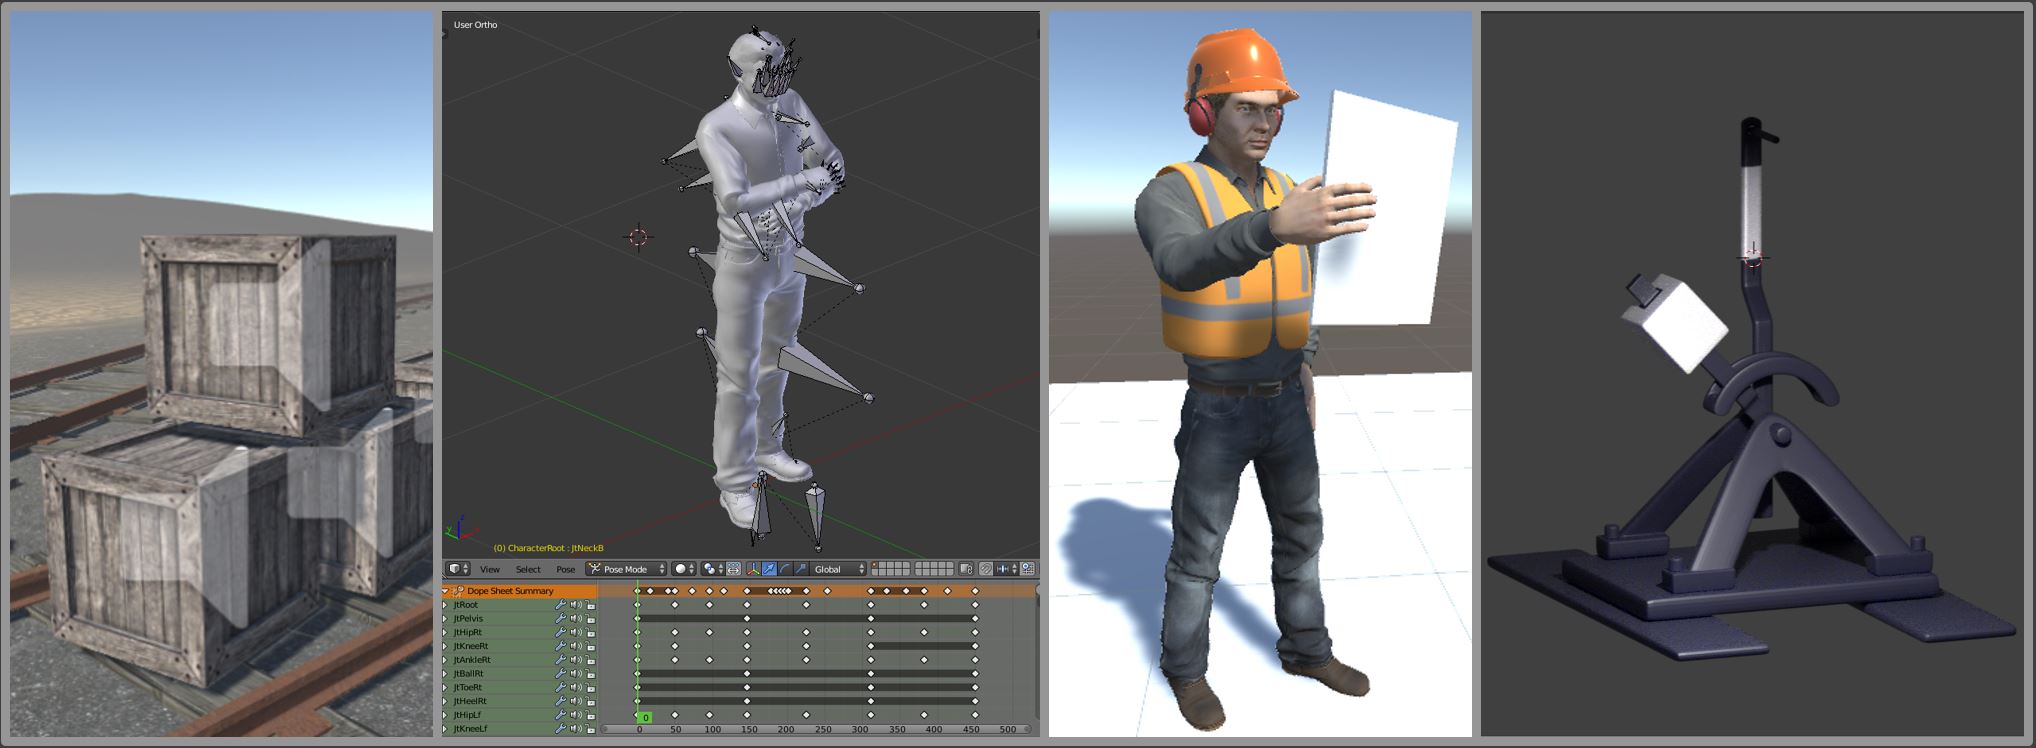 User Ortho
(0) CharacterRoot : JtNeckB
View Select Pose Pose Mode Global
Dope Sheet Summary
JtRoot
JtPelvis
JtHipRt
JtKneeRt
JtAnkleRt
JtBallRt
JtToeRt
JtHeelRt
JtHipLf
JtKneeLf
0
0 50 100 150 200 250 300 350 400 450 500